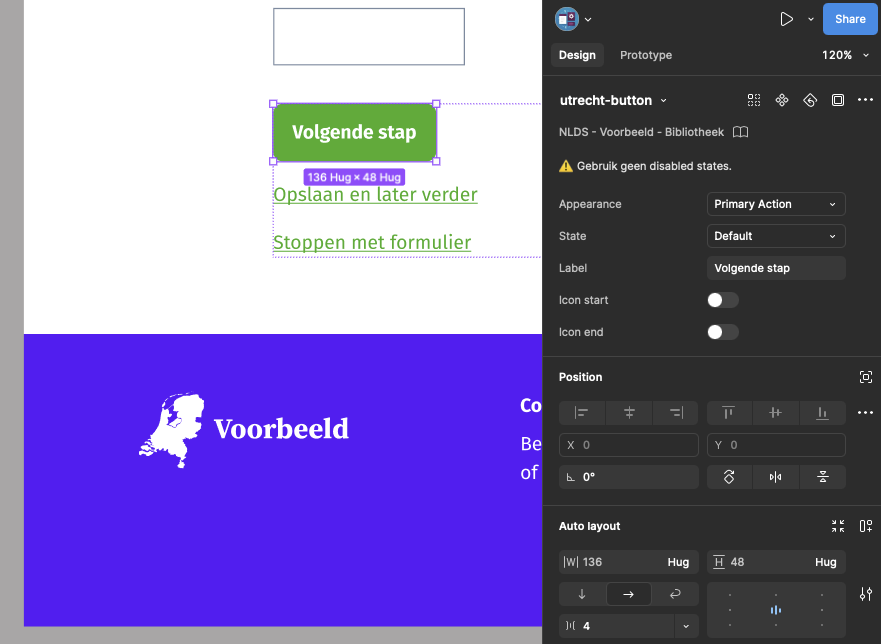 Share
Design Prototype 120%
utrecht-button
NLDS - Voorbeeld - Bibliotheek
Gebruik geen disabled states.
Appearance Primary Action
State Default
Label Volgende stap
Icon start
Icon end
Position
X 0 Y 0
0°
Auto layout
W 136 Hug H 48 Hug
4
Volgende stap
136 Hug × 48 Hug
Opslaan en later verder
Stoppen met formulier
Voorbeeld
Co
Be
of